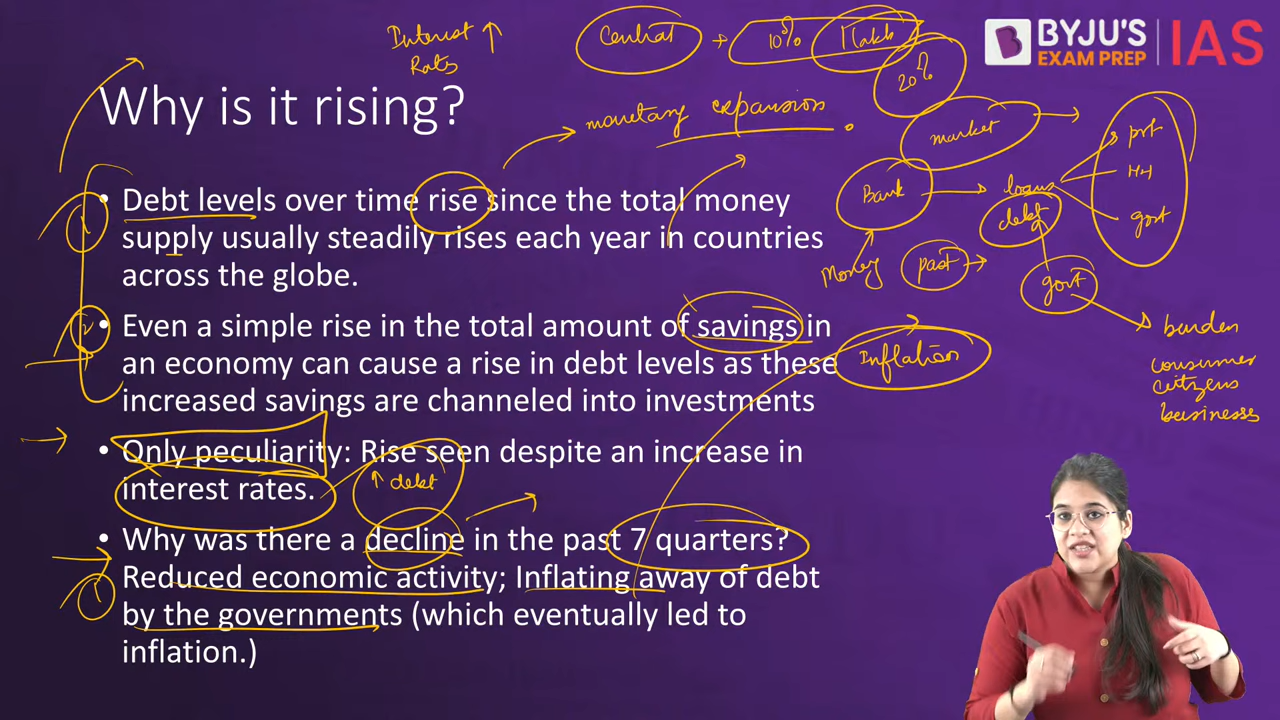 Interest ↑
Rates
Central + 10%
20%
BYJU'S
EXAM PREP
IAS
Why is it rising?
monetary expansion.
market
Bank
loans
debt
pvt
HH
govt
Money
past
govt
burden
consumer
citizens
businesses
Inflation
• Debt levels over time rise since the total money
supply usually steadily rises each year in countries
across the globe.
• Even a simple rise in the total amount of savings in
an economy can cause a rise in debt levels as these
increased savings are channeled into investments
• Only peculiarity: Rise seen despite an increase in
interest rates.
↑ debt
• Why was there a decline in the past 7 quarters?
Reduced economic activity; Inflating away of debt
by the governments (which eventually led to
inflation.)